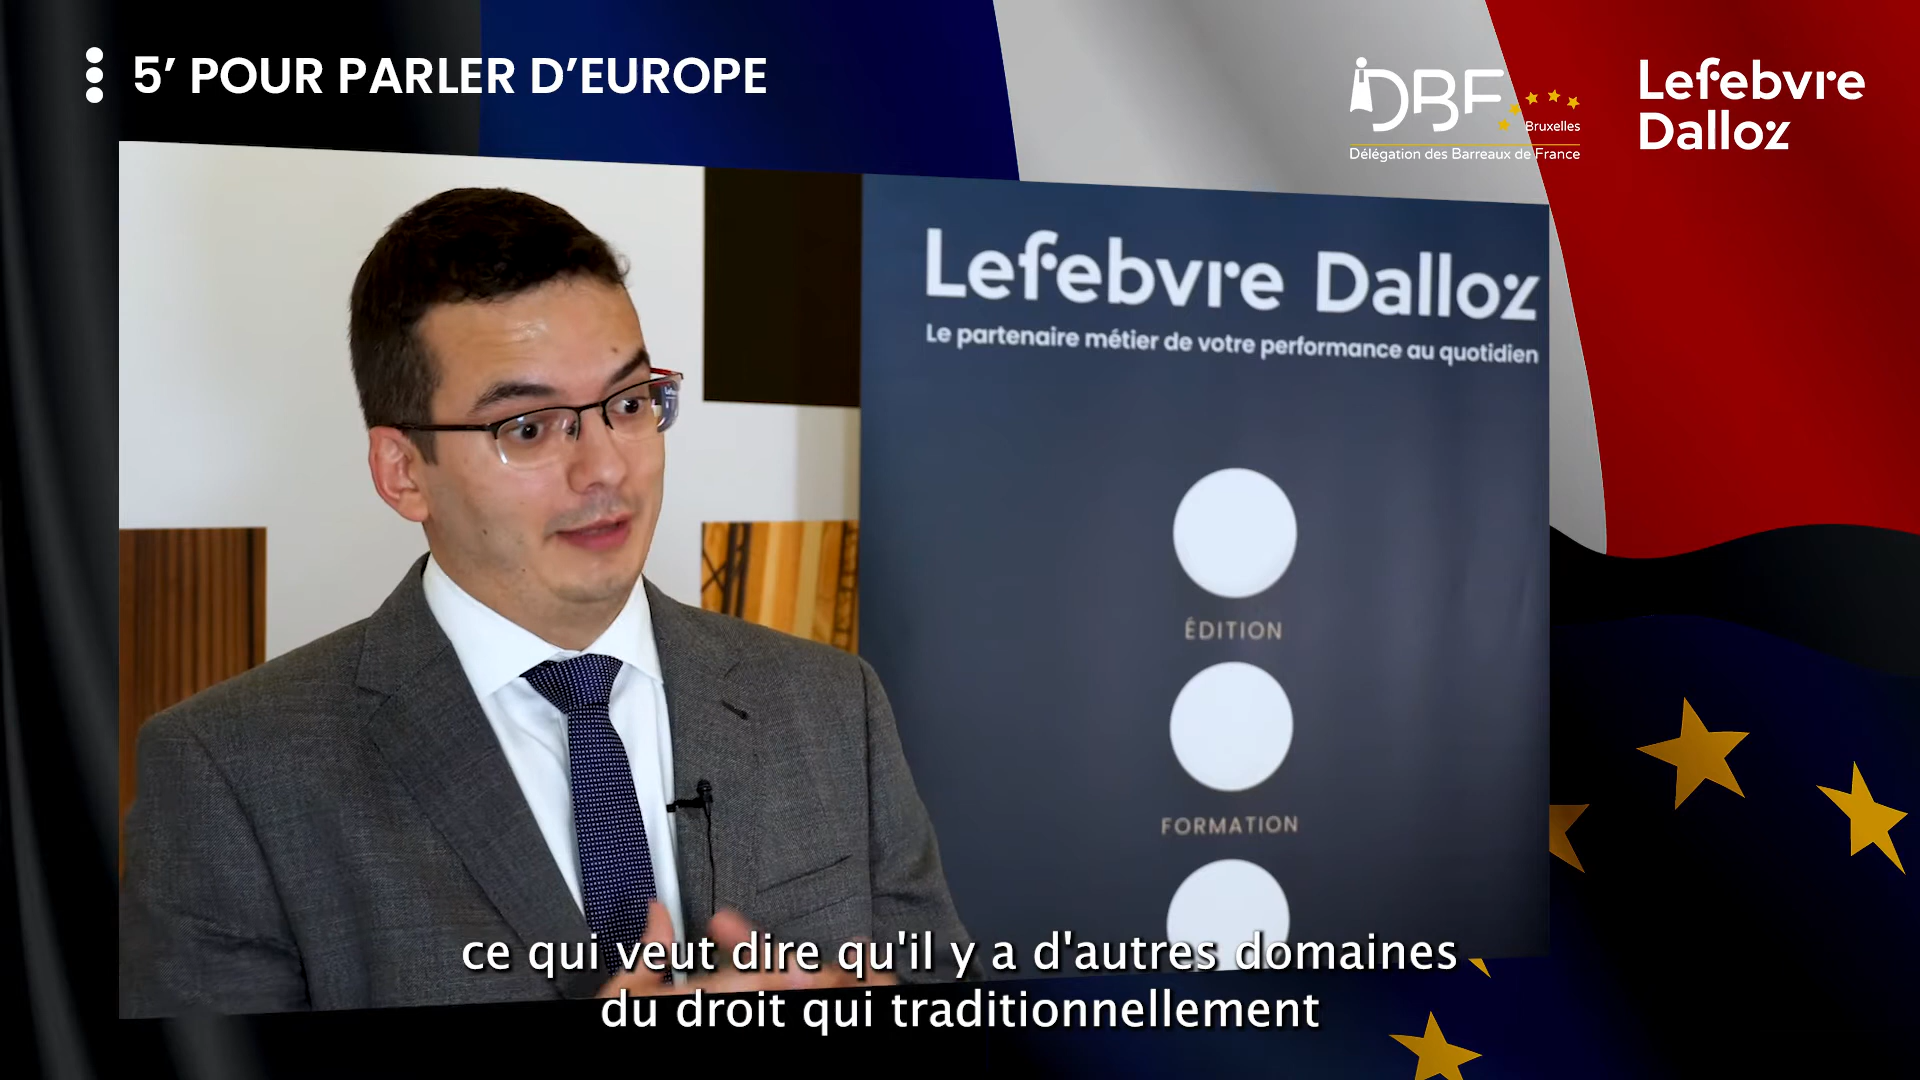 5’ POUR PARLER D’EUROPE
DBF
Bruxelles
Délégation des Barreaux de France
Lefebvre
Dalloz
Lefebvre Dalloz
Le partenaire métier de votre performance au quotidien
ÉDITION
FORMATION
ce qui veut dire qu'il y a d'autres domaines
du droit qui traditionnellement